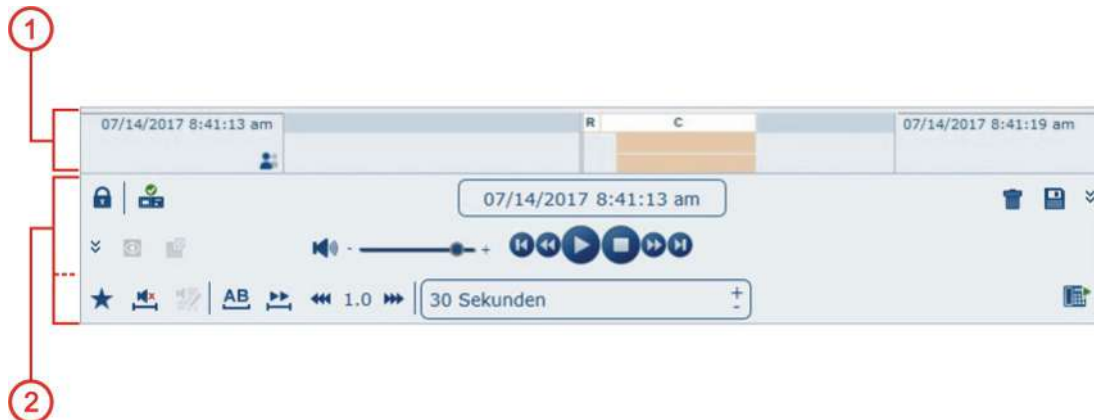 1
07/14/2017 8:41:13 am
R
C
07/14/2017 8:41:19 am
07/14/2017 8:41:13 am
- +
AB
1.0
30 Sekunden
+
-
2